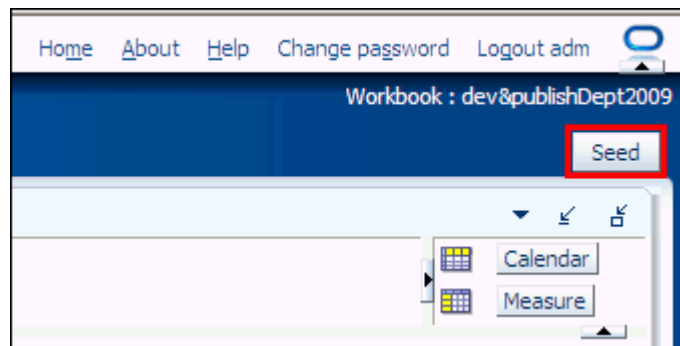 Home About Help Change password Logout adm
Workbook : dev&publishDept2009
Seed
Calendar
Measure